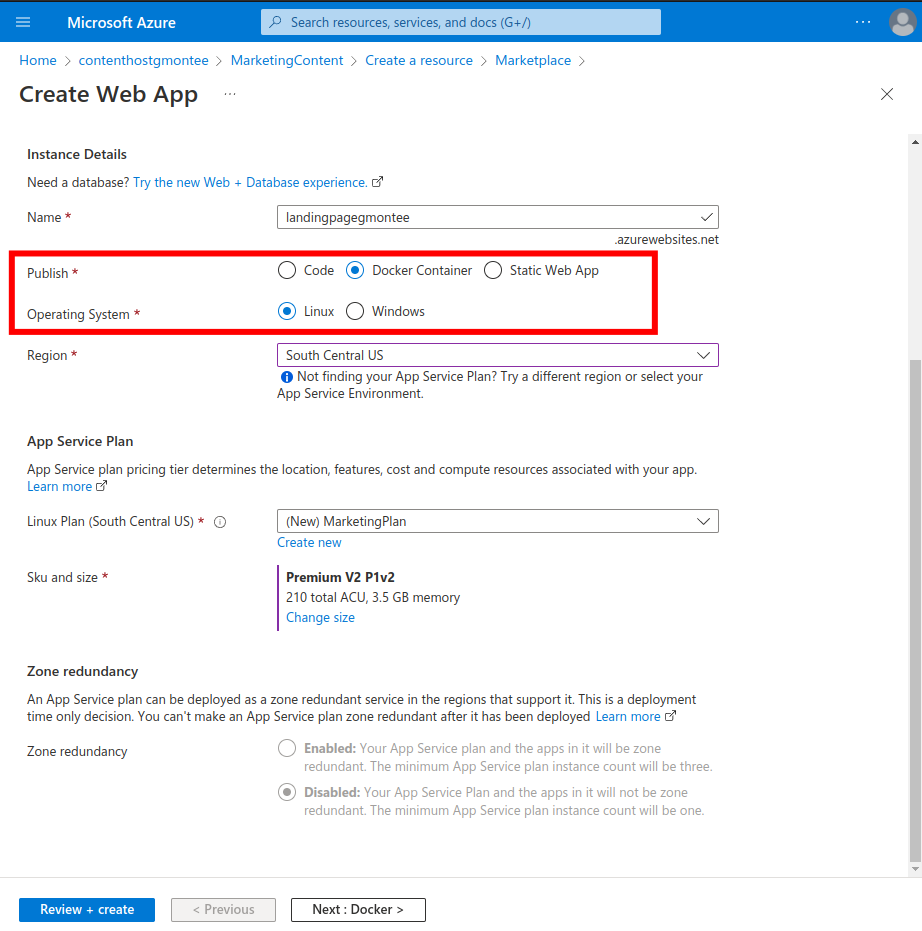 Microsoft Azure
Search resources, services, and docs (G+/)
Home > contenthostgmontee > MarketingContent > Create a resource > Marketplace >
Create Web App ...
Instance Details
Need a database? Try the new Web + Database experience.
Name *
landingpagegmontee
.azurewebsites.net
Publish *
Code
Docker Container
Static Web App
Operating System *
Linux
Windows
Region *
South Central US
Not finding your App Service Plan? Try a different region or select your
App Service Environment.
App Service Plan
App Service plan pricing tier determines the location, features, cost and compute resources associated with your app.
Learn more
Linux Plan (South Central US) *
(New) MarketingPlan
Create new
Sku and size *
Premium V2 P1v2
210 total ACU, 3.5 GB memory
Change size
Zone redundancy
An App Service plan can be deployed as a zone redundant service in the regions that support it. This is a deployment
time only decision. You can't make an App Service plan zone redundant after it has been deployed Learn more
Zone redundancy
Enabled: Your App Service plan and the apps in it will be zone
redundant. The minimum App Service plan instance count will be three.
Disabled: Your App Service Plan and the apps in it will not be zone
redundant. The minimum App Service plan instance count will be one.
Review + create
< Previous
Next : Docker >